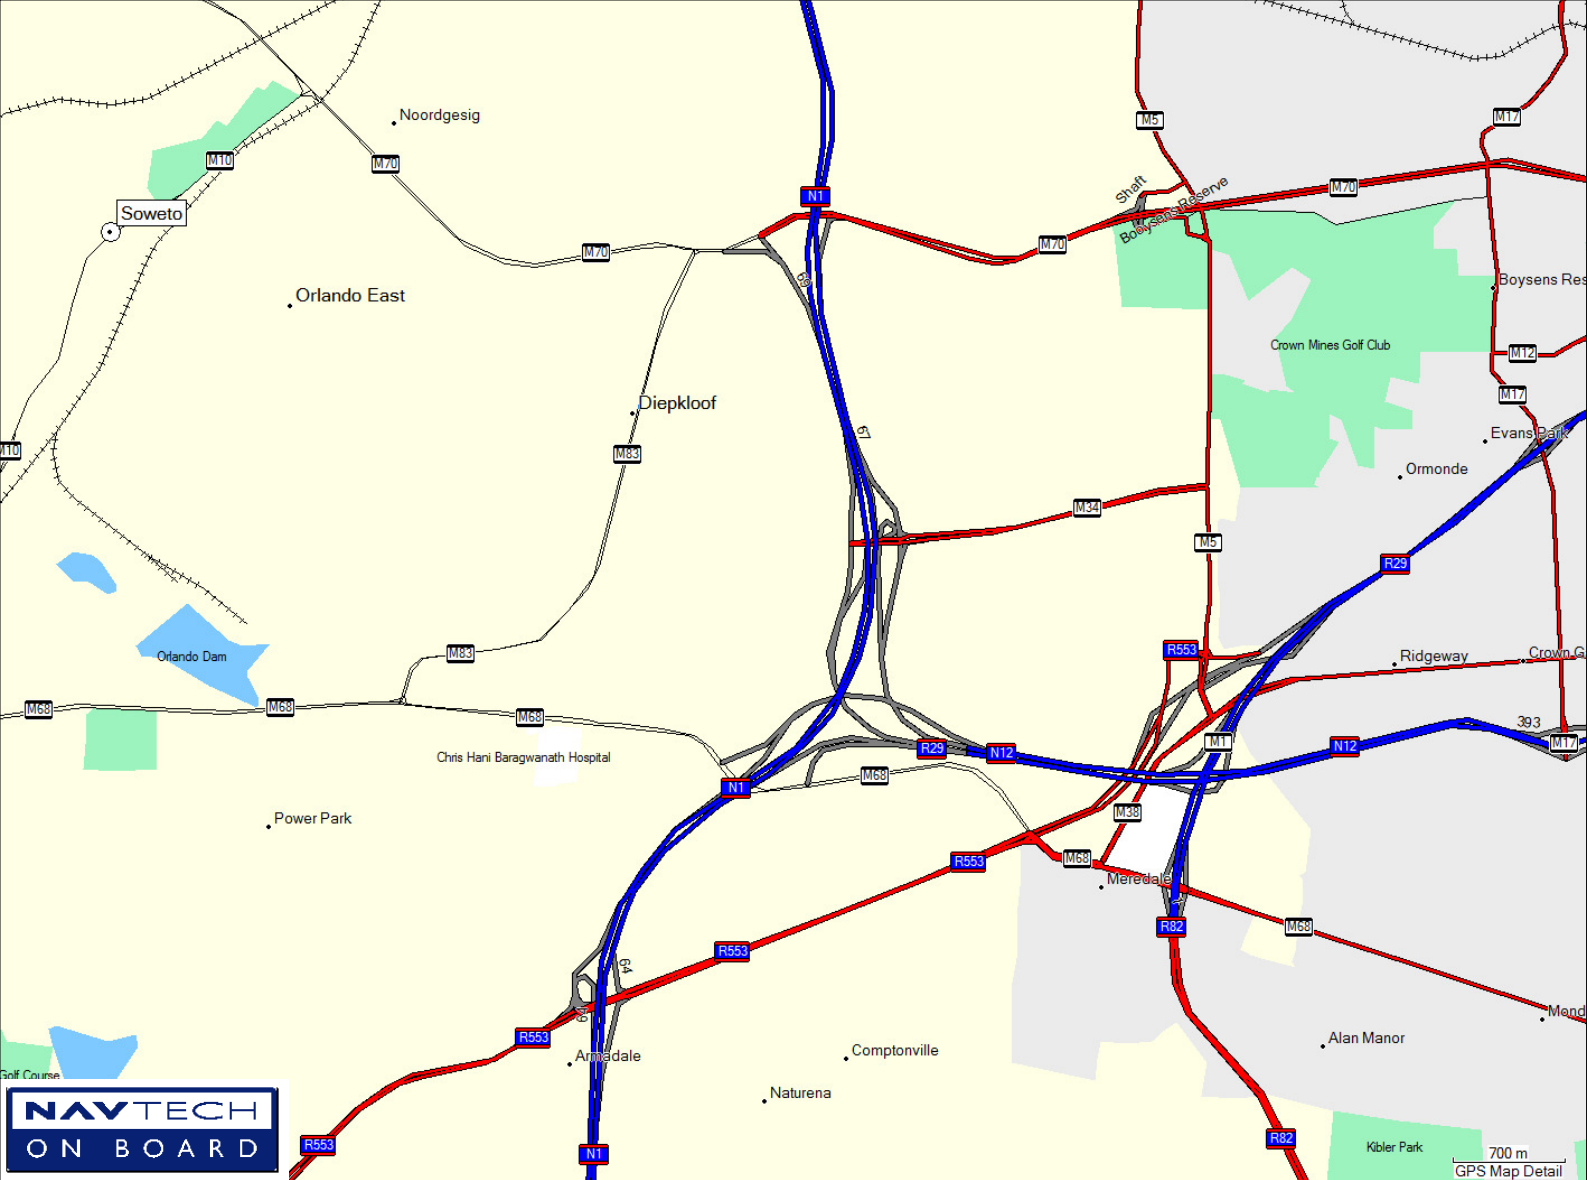 Noordgesig
M5
M17
M10
M70
Soweto
N1
Shaft
Booysens Reserve
M70
M70
M70
69
Orlando East
Boysens Res
Crown Mines Golf Club
M12
M17
Diepkloof
67
Evans Park
M10
M83
Ormonde
M34
M5
R29
Orlando Dam
M83
R553
Ridgeway
Crown G
M68
M68
M68
393
M1
M17
Chris Hani Baragwanath Hospital
R29
N12
N12
N1
M68
M38
Power Park
R553
M68
Meredale
R82
M68
R553
64
R553
Armadale
Comptonville
Alan Manor
Mond
Naturena
Golf Course
NAVTECH
ON BOARD
R553
N1
R82
Kibler Park
700 m
GPS Map Detail